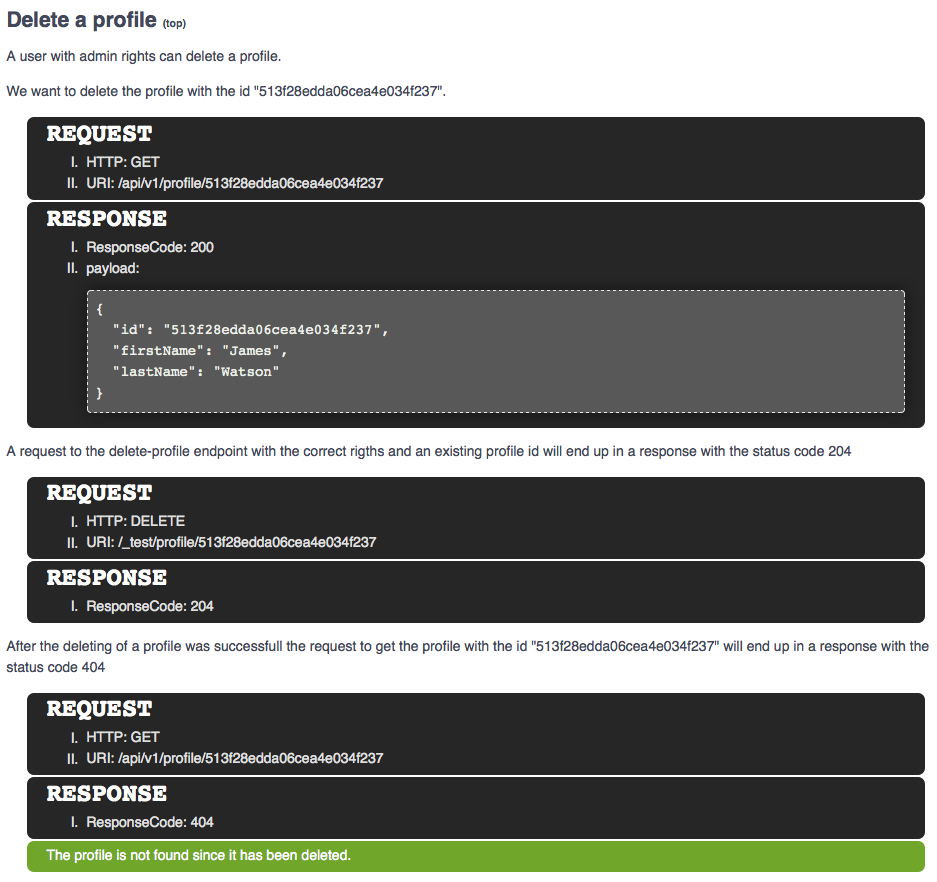 Delete a profile (top)
A user with admin rights can delete a profile.
We want to delete the profile with the id "513f28edda06cea4e034f237".
REQUEST
I. HTTP: GET
II. URI: /api/v1/profile/513f28edda06cea4e034f237
RESPONSE
I. ResponseCode: 200
II. payload:
{
  "id": "513f28edda06cea4e034f237",
  "firstName": "James",
  "lastName": "Watson"
}
A request to the delete-profile endpoint with the correct rigths and an existing profile id will end up in a response with the status code 204
REQUEST
I. HTTP: DELETE
II. URI: /_test/profile/513f28edda06cea4e034f237
RESPONSE
I. ResponseCode: 204
After the deleting of a profile was successfull the request to get the profile with the id "513f28edda06cea4e034f237" will end up in a response with the
status code 404
REQUEST
I. HTTP: GET
II. URI: /api/v1/profile/513f28edda06cea4e034f237
RESPONSE
I. ResponseCode: 404
The profile is not found since it has been deleted.